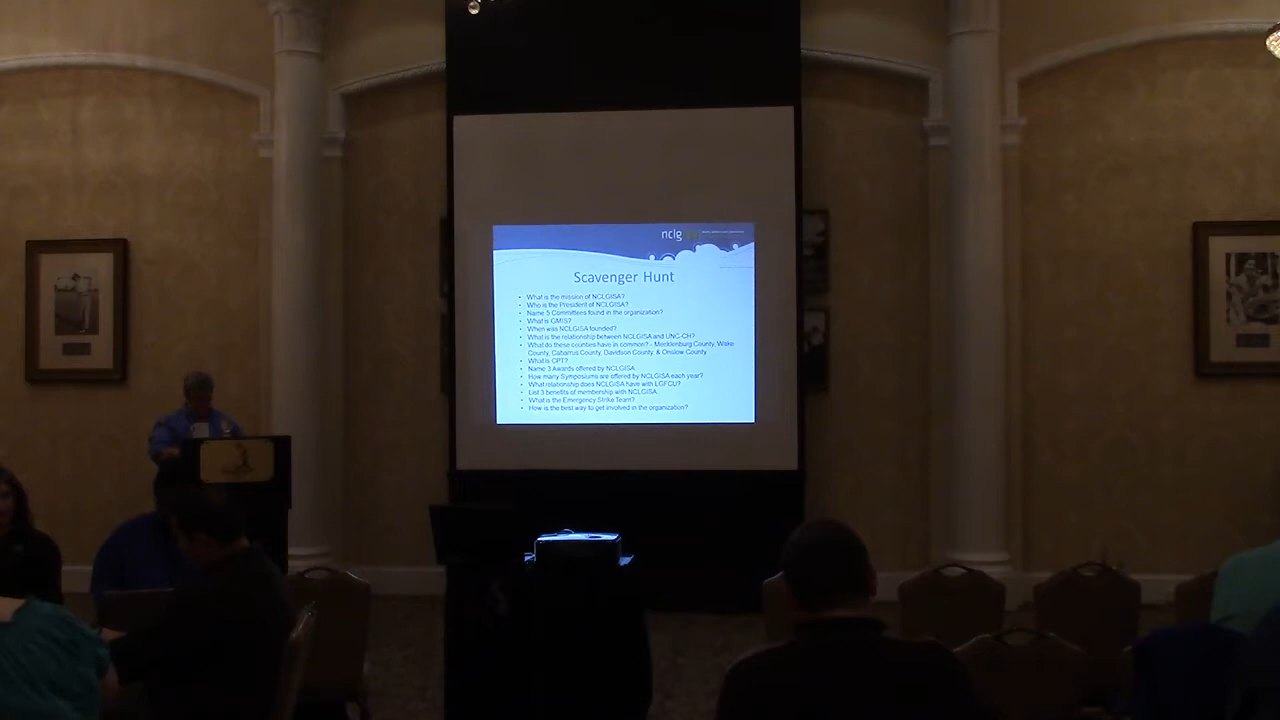 nclg
Scavenger Hunt
• What is the mission of NCLGISA?
• Who is the President of NCLGISA?
• Name 5 Committees found in the organization?
• What is GMIS?
• When was NCLGISA founded?
• What is the relationship between NCLGISA and UNC-CH?
• What do these counties have in common? - Mecklenburg County, Wake
County, Cabarrus County, Davidson County, & Onslow County
• What is CPT?
• Name 3 Awards offered by NCLGISA
• How many Symposiums are offered by NCLGISA each year?
• What relationship does NCLGISA have with LGFCU?
• List 3 benefits of membership with NCLGISA.
• What is the Emergency Strike Team?
• How is the best way to get involved in the organization?